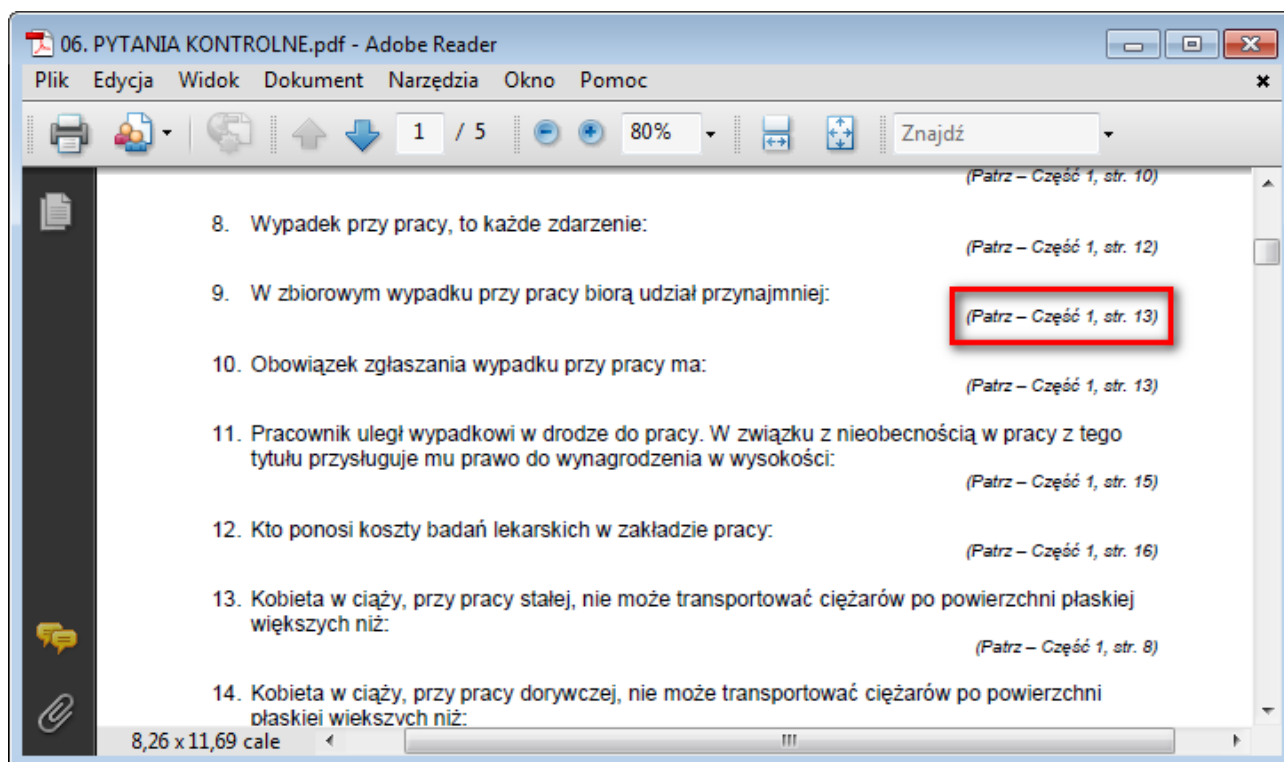 06. PYTANIA KONTROLNE.pdf - Adobe Reader
Plik Edycja Widok Dokument Narzędzia Okno Pomoc
1 / 5 80% Znajdź
(Patrz – Część 1, str. 10)
8. Wypadek przy pracy, to każde zdarzenie:
(Patrz – Część 1, str. 12)
9. W zbiorowym wypadku przy pracy biorą udział przynajmniej:
(Patrz – Część 1, str. 13)
10. Obowiązek zgłaszania wypadku przy pracy ma:
(Patrz – Część 1, str. 13)
11. Pracownik uległ wypadkowi w drodze do pracy. W związku z nieobecnością w pracy z tego
tytułu przysługuje mu prawo do wynagrodzenia w wysokości:
(Patrz – Część 1, str. 15)
12. Kto ponosi koszty badań lekarskich w zakładzie pracy:
(Patrz – Część 1, str. 16)
13. Kobieta w ciąży, przy pracy stałej, nie może transportować ciężarów po powierzchni płaskiej
większych niż:
(Patrz – Część 1, str. 8)
14. Kobieta w ciąży, przy pracy dorywczej, nie może transportować ciężarów po powierzchni
płaskiej większych niż:
8,26 x 11,69 cale